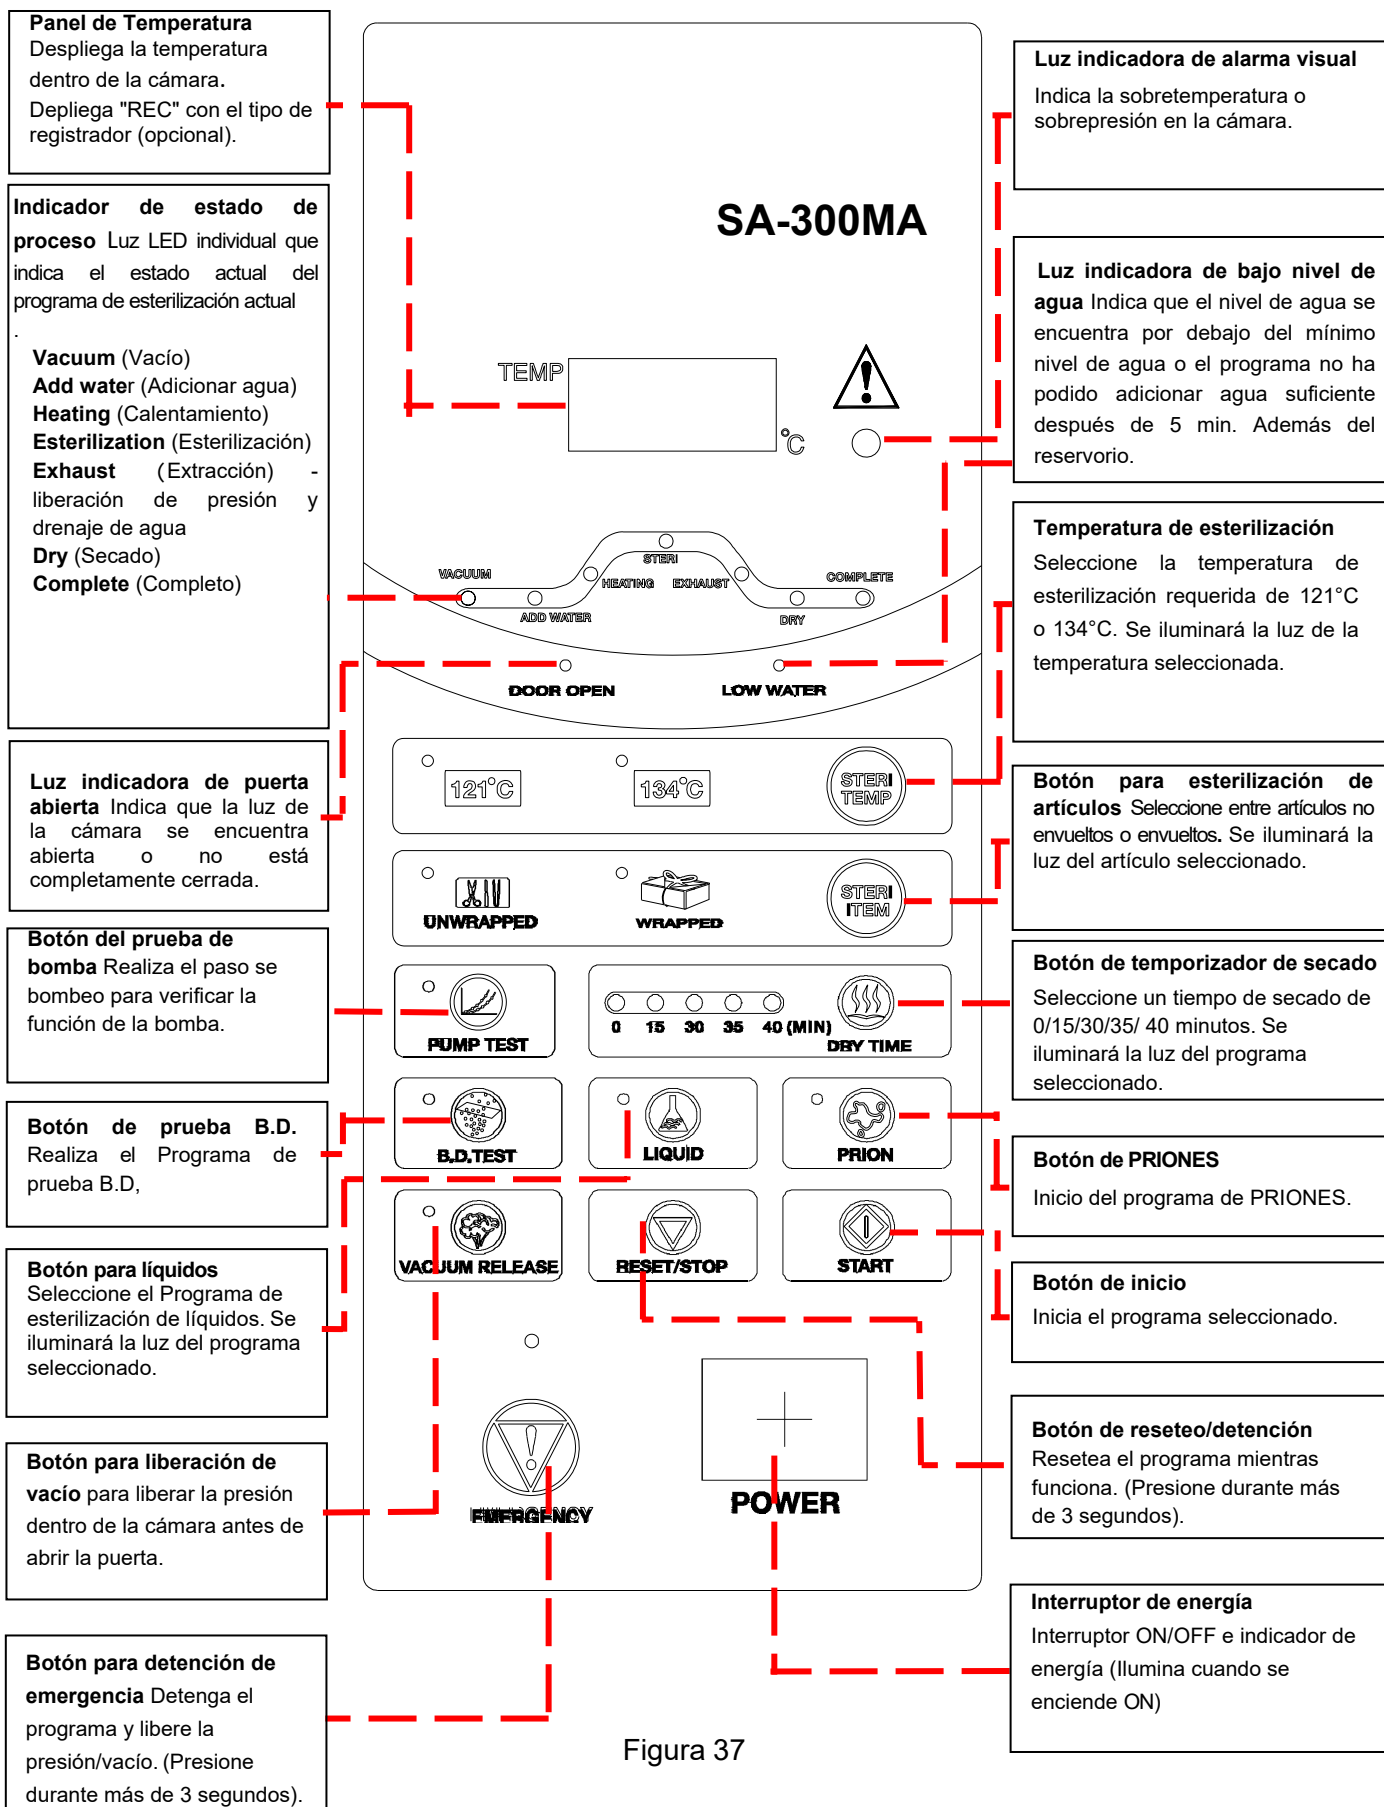 Panel de Temperatura
Despliega la temperatura
dentro de la cámara.
Depliega "REC" con el tipo de
registrador (opcional).
Indicador de estado de
proceso Luz LED individual que
indica el estado actual del
programa de esterilización actual
.
Vacuum (Vacío)
Add water (Adicionar agua)
Heating (Calentamiento)
Esterilization (Esterilización)
Exhaust (Extracción) -
liberación de presión y
drenaje de agua
Dry (Secado)
Complete (Completo)
Luz indicadora de puerta
abierta Indica que la luz de
la cámara se encuentra
abierta o no está
completamente cerrada.
Botón del prueba de
bomba Realiza el paso se
bombeo para verificar la
función de la bomba.
Botón de prueba B.D.
Realiza el Programa de
prueba B.D,
Botón para líquidos
Seleccione el Programa de
esterilización de líquidos. Se
iluminará la luz del programa
seleccionado.
Botón para liberación de
vacío para liberar la presión
dentro de la cámara antes de
abrir la puerta.
Botón para detención de
emergencia Detenga el
programa y libere la
presión/vacío. (Presione
durante más de 3 segundos).
SA-300MA
TEMP
°C
VACUUM
ADD WATER
HEATING
STERI
EXHAUST
DRY
COMPLETE
DOOR OPEN
LOW WATER
121°C
134°C
STERI
TEMP
UNWRAPPED
WRAPPED
STERI
ITEM
PUMP TEST
0 15 30 35 40 (MIN)
DRY TIME
B.D.TEST
LIQUID
PRION
VACUUM RELEASE
RESET/STOP
START
EMERGENCY
POWER
Figura 37
Luz indicadora de alarma visual
Indica la sobretemperatura o
sobrepresión en la cámara.
Luz indicadora de bajo nivel de
agua Indica que el nivel de agua se
encuentra por debajo del mínimo
nivel de agua o el programa no ha
podido adicionar agua suficiente
después de 5 min. Además del
reservorio.
Temperatura de esterilización
Seleccione la temperatura de
esterilización requerida de 121°C
o 134°C. Se iluminará la luz de la
temperatura seleccionada.
Botón para esterilización de
artículos Seleccione entre artículos no
envueltos o envueltos. Se iluminará la
luz del artículo seleccionado.
Botón de temporizador de secado
Seleccione un tiempo de secado de
0/15/30/35/ 40 minutos. Se
iluminará la luz del programa
seleccionado.
Botón de PRIONES
Inicio del programa de PRIONES.
Botón de inicio
Inicia el programa seleccionado.
Botón de reseteo/detención
Resetea el programa mientras
funciona. (Presione durante más
de 3 segundos).
Interruptor de energía
Interruptor ON/OFF e indicador de
energía (Ilumina cuando se
enciende ON)